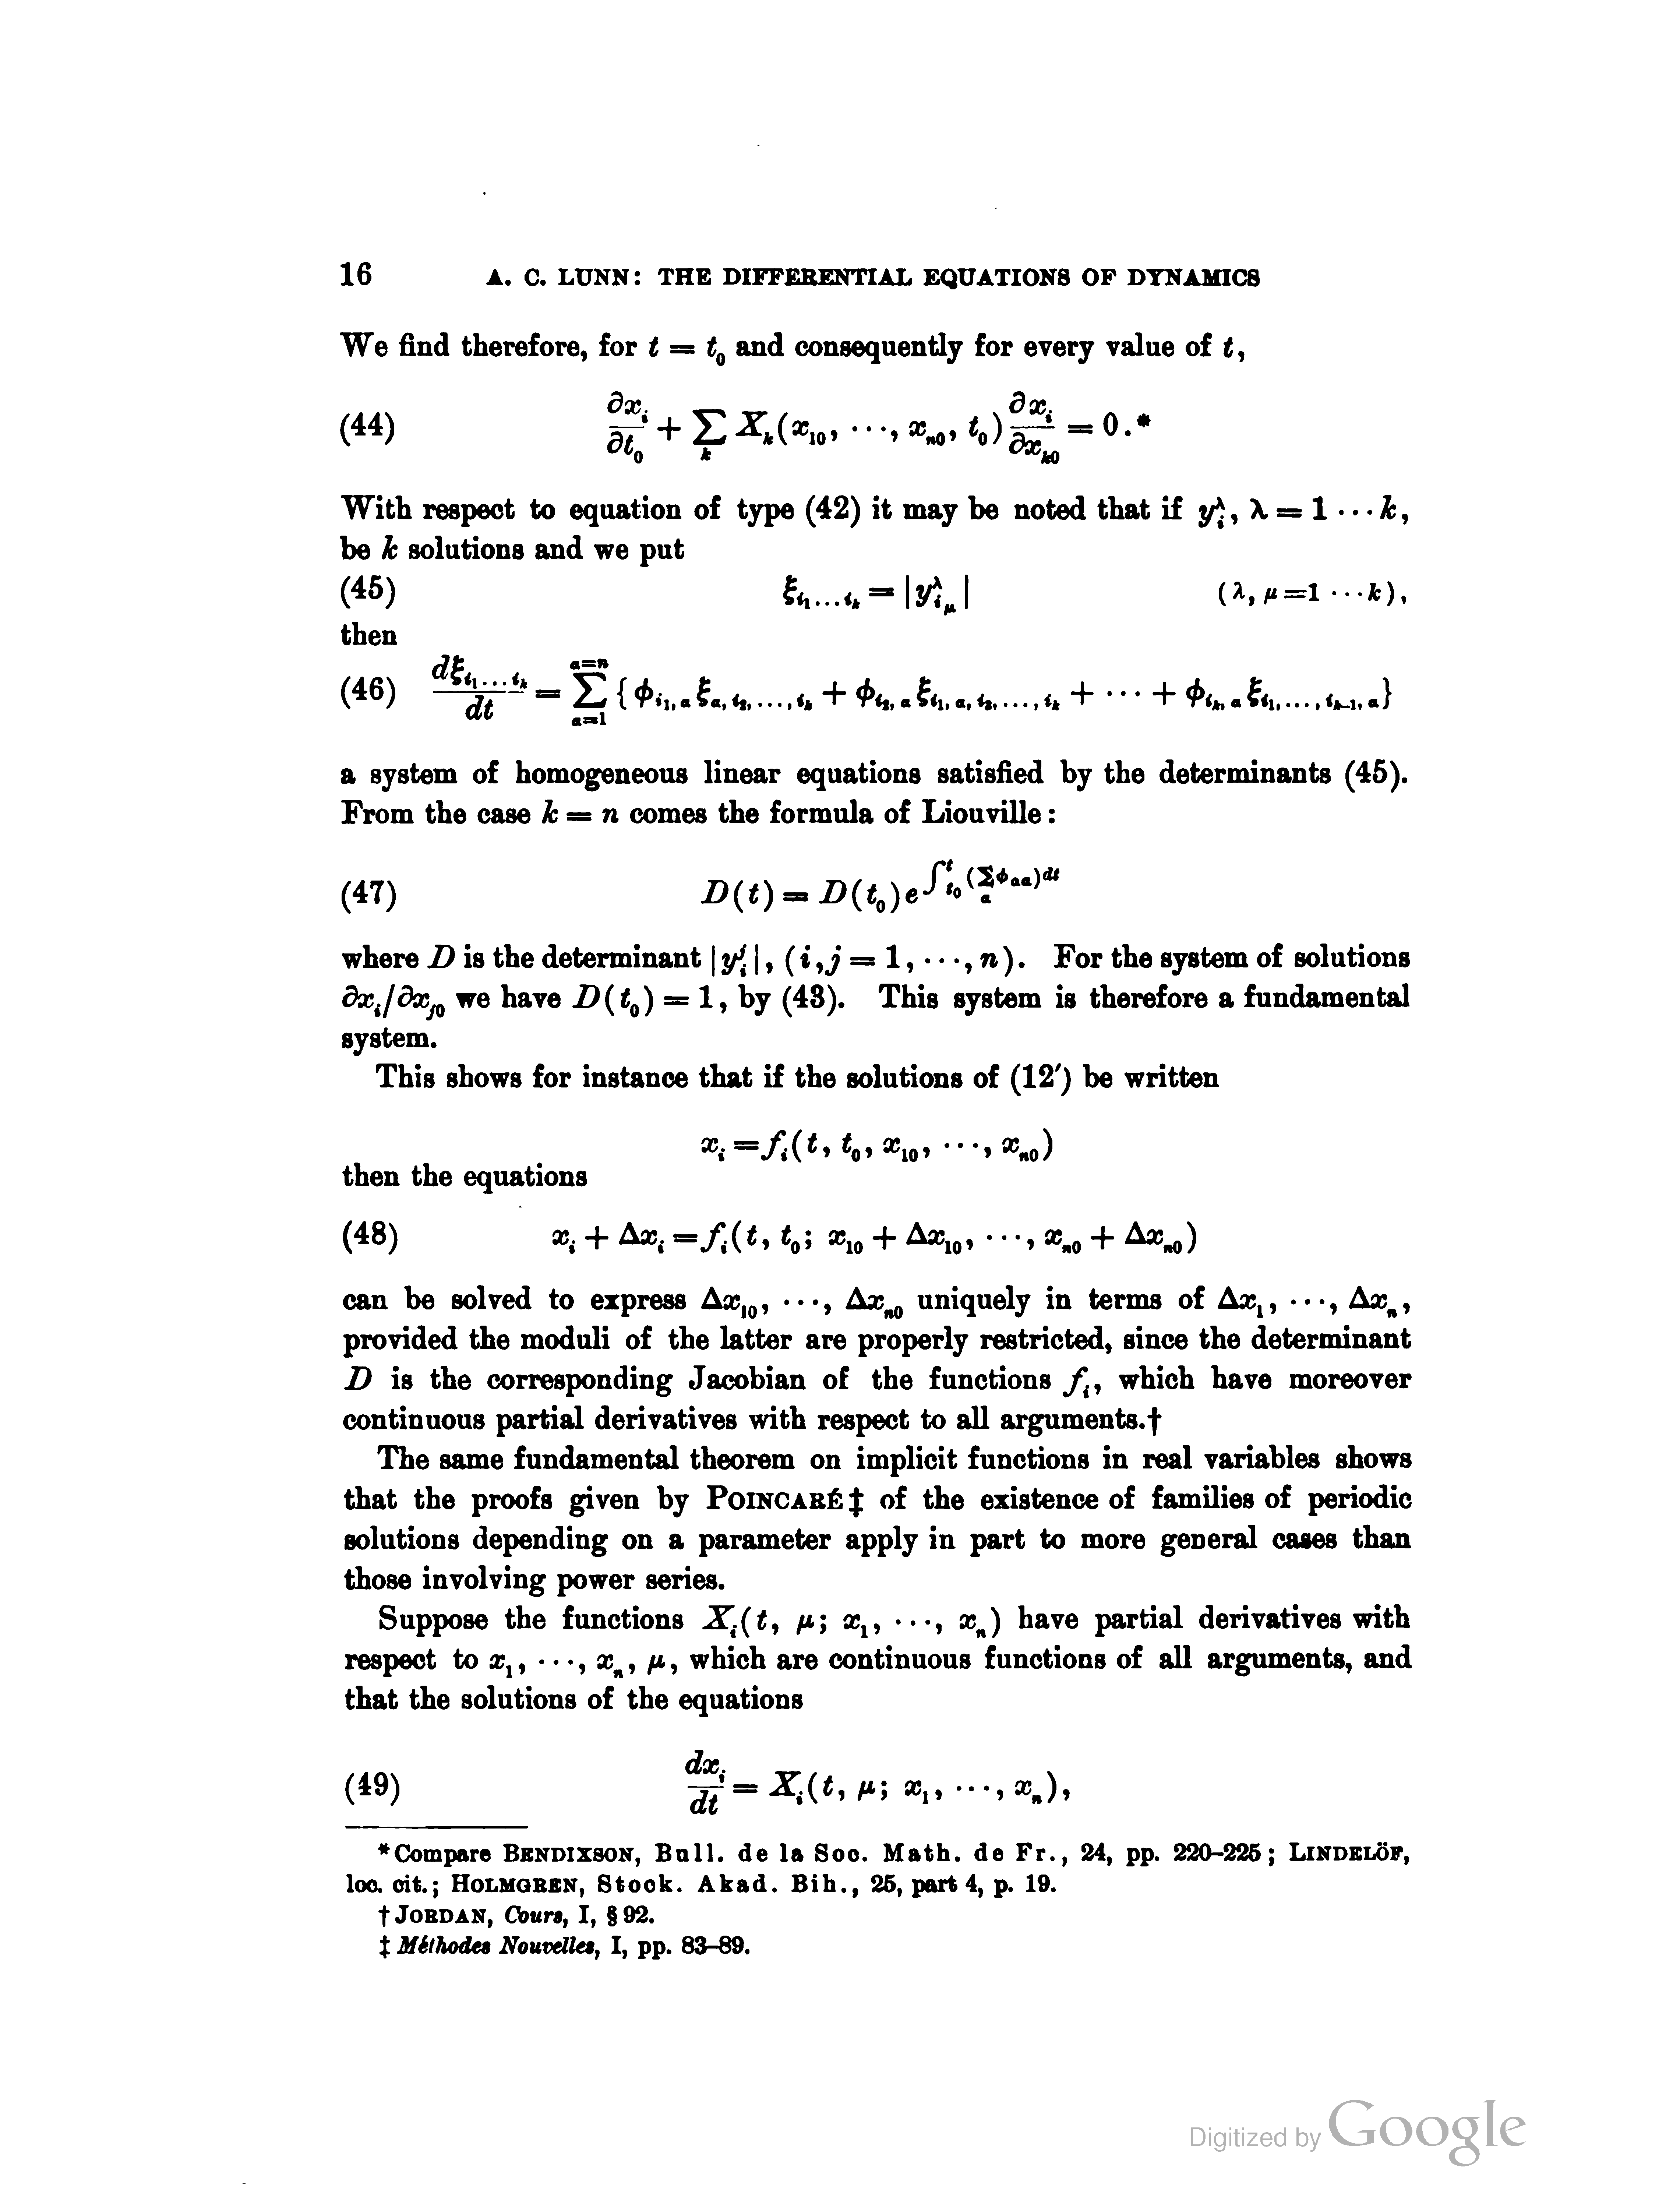 16 A. C. LUNN: THE DIFFERENTIAL EQUATIONS OF DYNAMICS
We find therefore, for $t = t_0$ and consequently for every value of $t$,
(44) $\frac{\partial x_i}{\partial t_0} + \sum_k X_k(x_{10}, \cdots, x_{n0}, t_0) \frac{\partial x_i}{\partial x_{k0}} = 0.$*
With respect to equation of type (42) it may be noted that if $y_i^\lambda$, $\lambda = 1 \cdots k$,
be $k$ solutions and we put
(45) $\xi_{i_1 \ldots i_k} = |y_{i_\mu}^\lambda|$ $(\lambda, \mu = 1 \cdots k)$,
then
(46) $\frac{d\xi_{i_1 \ldots i_k}}{dt} = \sum_{a=1}^{a=n} \{\phi_{i_1, a} \xi_{a, i_2, \ldots, i_k} + \phi_{i_2, a} \xi_{i_1, a, i_3, \ldots, i_k} + \cdots + \phi_{i_k, a} \xi_{i_1, \ldots, i_{k-1}, a}\}$
a system of homogeneous linear equations satisfied by the determinants (45).
From the case $k = n$ comes the formula of Liouville:
(47) $D(t) = D(t_0) e^{\int_{t_0}^t (\sum_a \phi_{aa}) dt}$
where $D$ is the determinant $|y_i^j|$, $(i, j = 1, \cdots, n)$. For the system of solutions
$\partial x_i / \partial x_{j0}$ we have $D(t_0) = 1$, by (43). This system is therefore a fundamental
system.
This shows for instance that if the solutions of (12′) be written
$x_i = f_i(t, t_0, x_{10}, \cdots, x_{n0})$
then the equations
(48) $x_i + \Delta x_i = f_i(t, t_0; x_{10} + \Delta x_{10}, \cdots, x_{n0} + \Delta x_{n0})$
can be solved to express $\Delta x_{10}, \cdots, \Delta x_{n0}$ uniquely in terms of $\Delta x_1, \cdots, \Delta x_n$,
provided the moduli of the latter are properly restricted, since the determinant
$D$ is the corresponding Jacobian of the functions $f_i$, which have moreover
continuous partial derivatives with respect to all arguments.†
The same fundamental theorem on implicit functions in real variables shows
that the proofs given by POINCARÉ‡ of the existence of families of periodic
solutions depending on a parameter apply in part to more general cases than
those involving power series.
Suppose the functions $X_i(t, \mu; x_1, \cdots, x_n)$ have partial derivatives with
respect to $x_1, \cdots, x_n, \mu$, which are continuous functions of all arguments, and
that the solutions of the equations
(49) $\frac{dx_i}{dt} = X_i(t, \mu; x_1, \cdots, x_n),$
*Compare BENDIXSON, Bull. de la Soc. Math. de Fr., 24, pp. 220–225; LINDELÖF,
loc. cit.; HOLMGREN, Stock. Akad. Bih., 25, part 4, p. 19.
† JORDAN, Cours, I, § 92.
‡ Méthodes Nouvelles, I, pp. 83–89.
Digitized by Google